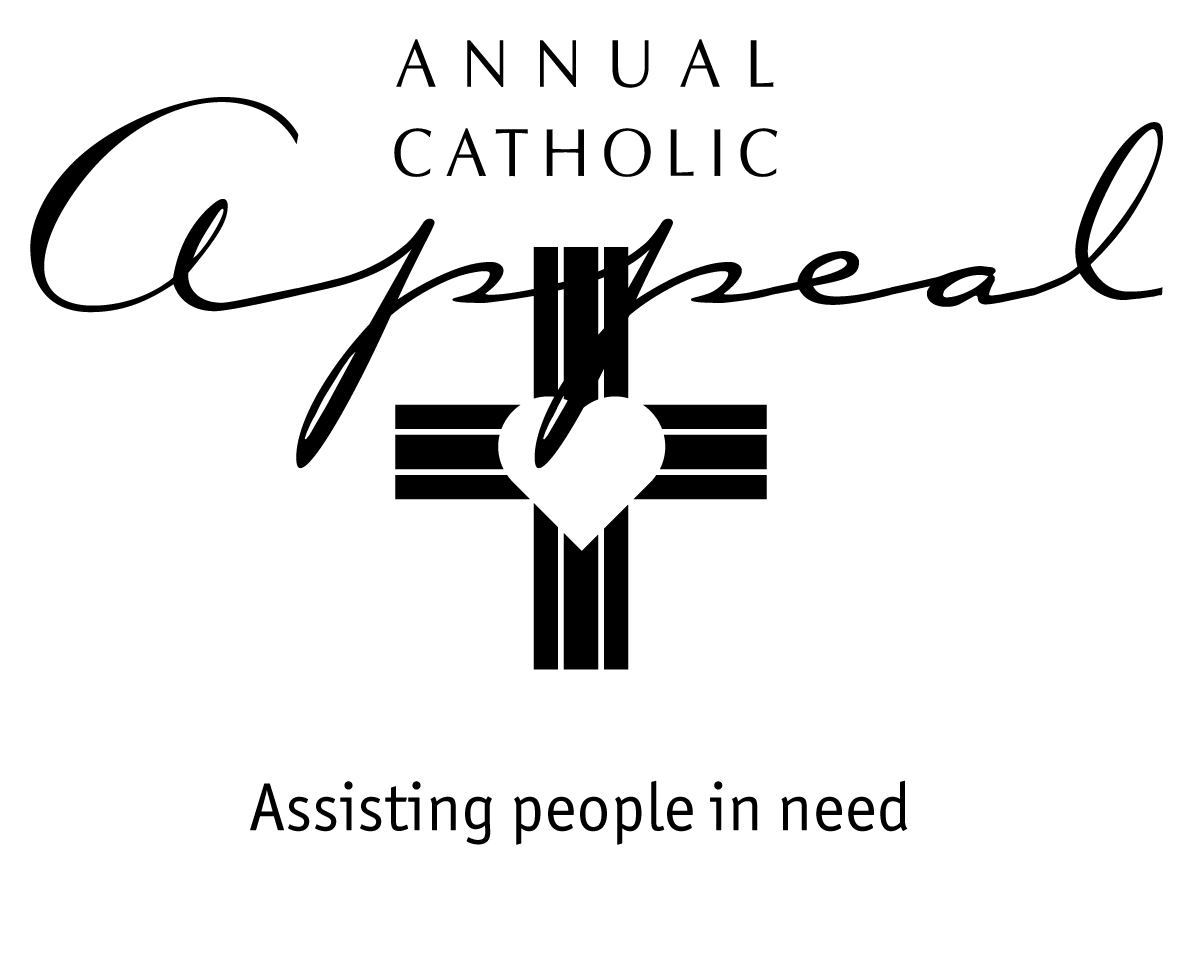 ANNUAL
CATHOLIC
Appeal
Assisting people in need